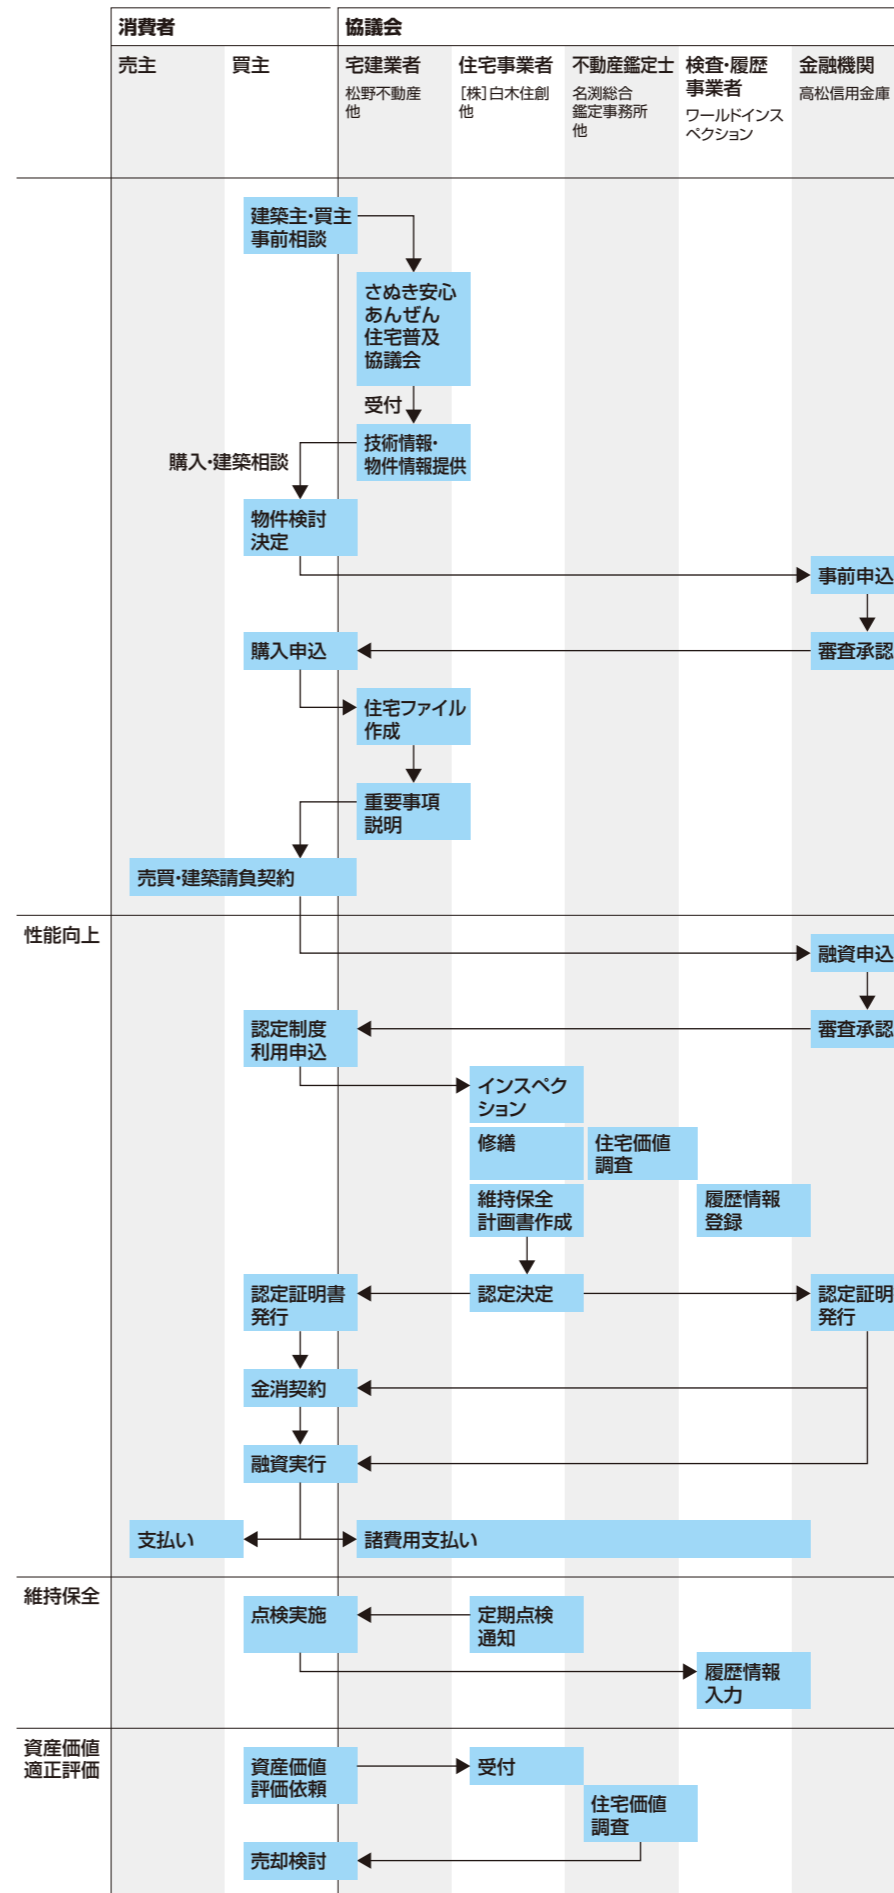 消費者
協議会
売主
買主
宅建業者
松野不動産
他
住宅事業者
[株]白木住創
他
不動産鑑定士
名渕総合
鑑定事務所
他
検査・履歴
事業者
ワールドインス
ペクション
金融機関
高松信用金庫
建築主・買主
事前相談
さぬき安心
あんぜん
住宅普及
協議会
受付
技術情報・
物件情報提供
購入・建築相談
物件検討
決定
事前申込
審査承認
購入申込
住宅ファイル
作成
重要事項
説明
売買・建築請負契約
性能向上
融資申込
審査承認
認定制度
利用申込
インスペク
ション
修繕
住宅価値
調査
維持保全
計画書作成
履歴情報
登録
認定証明書
発行
認定決定
認定証明
発行
金消契約
融資実行
支払い
諸費用支払い
維持保全
点検実施
定期点検
通知
履歴情報
入力
資産価値
適正評価
資産価値
評価依頼
受付
住宅価値
調査
売却検討